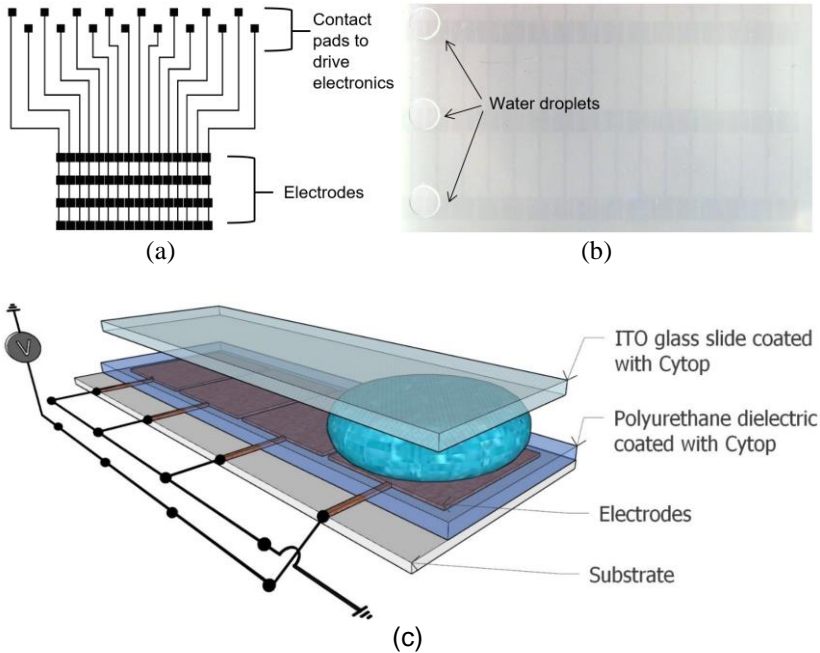 Contact
pads to
drive
electronics
Electrodes
(a)
Water droplets
(b)
V
ITO glass slide coated
with Cytop
Polyurethane dielectric
coated with Cytop
Electrodes
Substrate
(c)